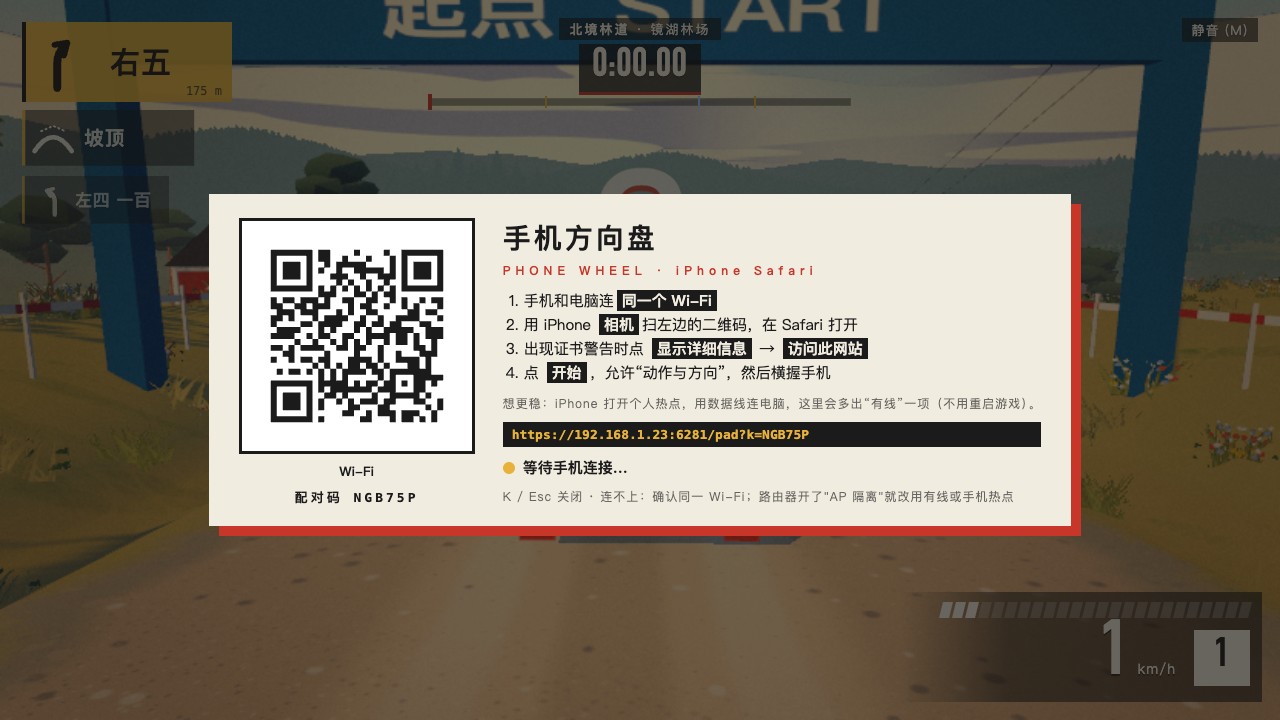 起点 START
北境林道 · 镜湖林场
静音 (M)
0:00.00
右五
175 m
坡顶
左四 一百
手机方向盘
PHONE WHEEL · iPhone Safari
1. 手机和电脑连 同一个 Wi-Fi
2. 用 iPhone 相机 扫左边的二维码，在 Safari 打开
3. 出现证书警告时点 显示详细信息 → 访问此网站
4. 点 开始 ，允许“动作与方向”，然后横握手机
想更稳：iPhone 打开个人热点，用数据线连电脑，这里会多出“有线”一项（不用重启游戏）。
https://192.168.1.23:6281/pad?k=NGB75P
等待手机连接…
K / Esc 关闭 · 连不上：确认同一 Wi-Fi；路由器开了"AP 隔离"就改用有线或手机热点
Wi-Fi
配对码 NGB75P
1 km/h
1